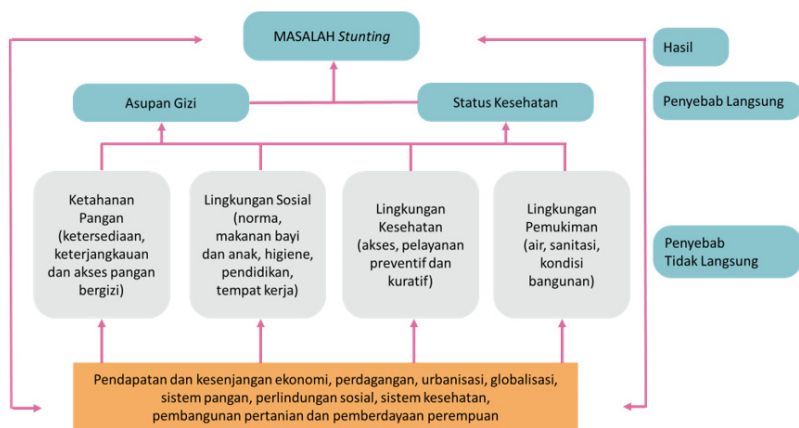 MASALAH Stunting
Hasil
Asupan Gizi
Status Kesehatan
Penyebab Langsung
Ketahanan
Pangan
(ketersediaan,
keterjangkauan
dan akses pangan
bergizi)
Lingkungan Sosial
(norma,
makanan bayi
dan anak, higiene,
pendidikan,
tempat kerja)
Lingkungan
Kesehatan
(akses, pelayanan
preventif dan
kuratif)
Lingkungan
Pemukiman
(air, sanitasi,
kondisi
bangunan)
Penyebab
Tidak Langsung
Pendapatan dan kesenjangan ekonomi, perdagangan, urbanisasi, globalisasi,
sistem pangan, perlindungan sosial, sistem kesehatan,
pembangunan pertanian dan pemberdayaan perempuan